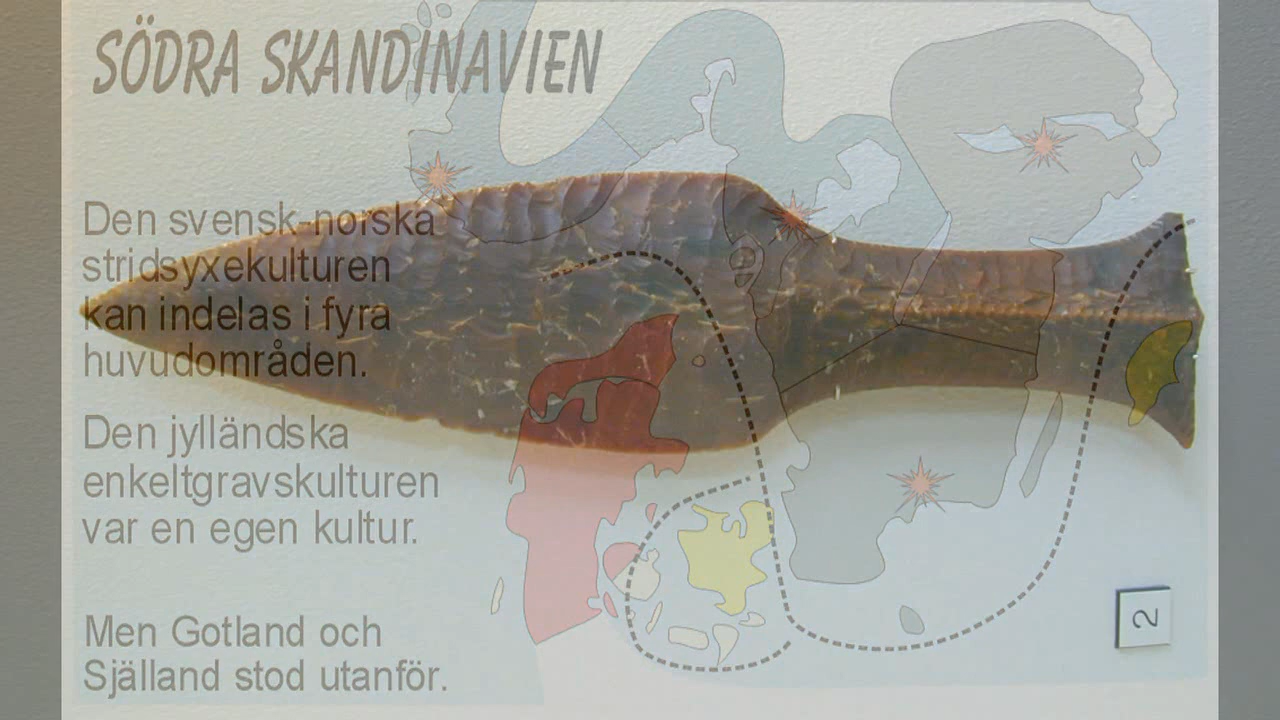 SÖDRA SKANDINAVIEN
Den svensk-norska
stridsyxekulturen
kan indelas i fyra
huvudområden.
Den jylländska
enkeltgravskulturen
var en egen kultur.
Men Gotland och
Själland stod utanför.
2